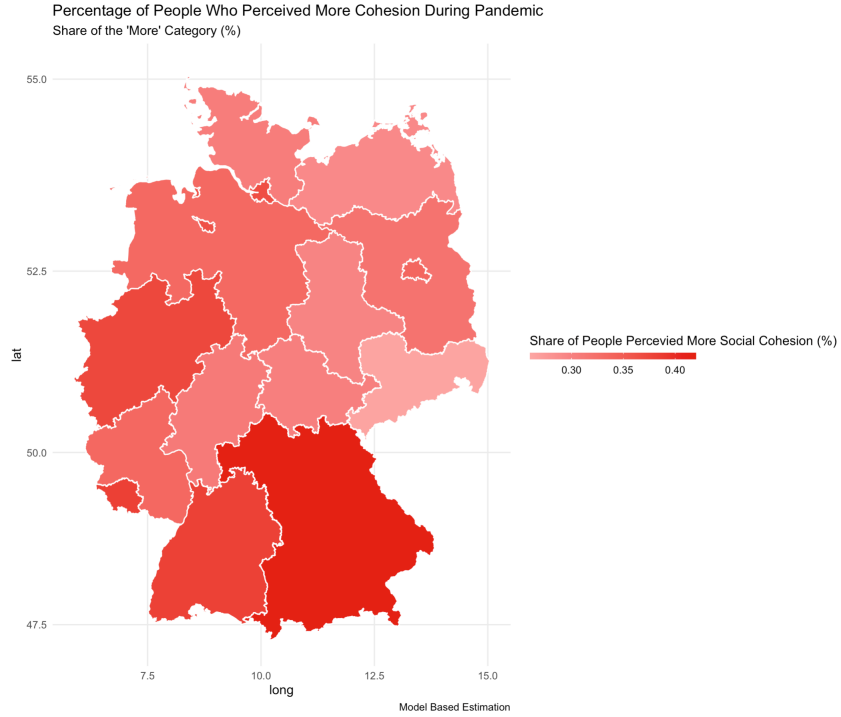 Percentage of People Who Perceived More Cohesion During Pandemic
Share of the 'More' Category (%)
55.0
52.5
50.0
47.5
lat
7.5 10.0 12.5 15.0
long
Share of People Percevied More Social Cohesion (%)
0.30 0.35 0.40
Model Based Estimation